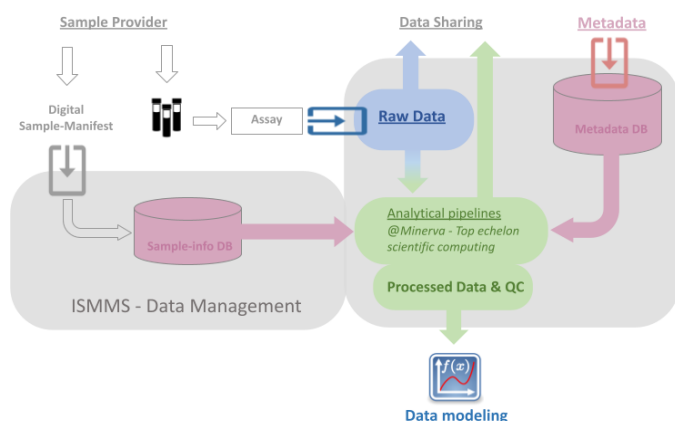 Sample Provider
Data Sharing
Metadata
Digital
Sample-Manifest
Assay
Raw Data
Metadata DB
Analytical pipelines
@Minerva - Top echelon
scientific computing
Sample-info DB
Processed Data & QC
ISMMS - Data Management
f(x)
Data modeling